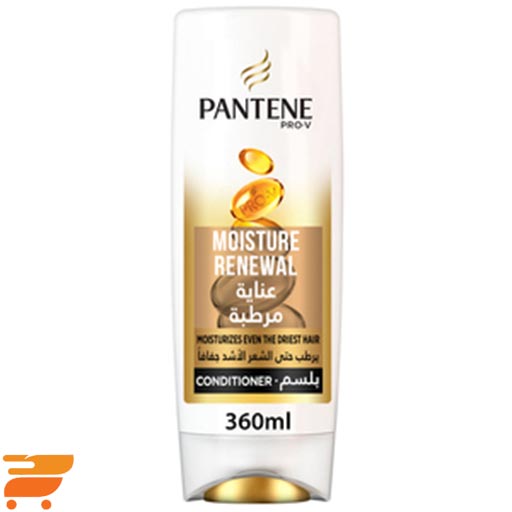 PANTENE
PRO-V
PRO-V
MOISTURE
RENEWAL
عناية
مرطبة
MOISTURIZES EVEN THE DRIEST HAIR
يرطب حتى الشعر الأشد جفافاً
CONDITIONER - بلسم
360ml